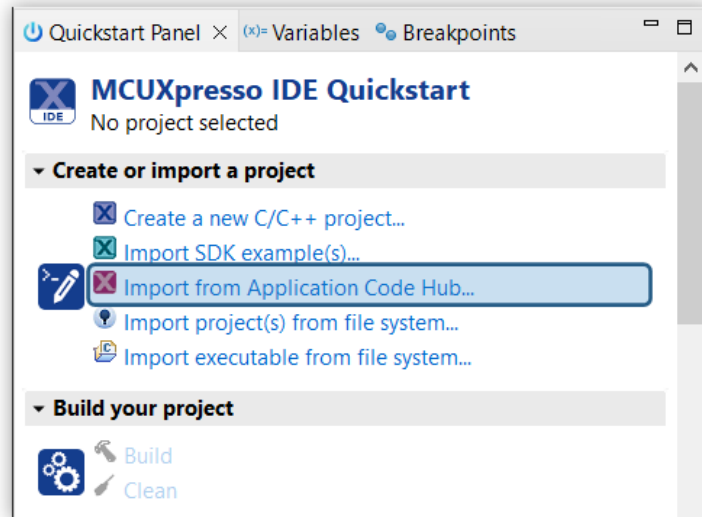 Quickstart Panel (x)= Variables Breakpoints
MCUXpresso IDE Quickstart
IDE
No project selected
Create or import a project
Create a new C/C++ project...
Import SDK example(s)...
Import from Application Code Hub...
Import project(s) from file system...
Import executable from file system...
Build your project
Build
Clean